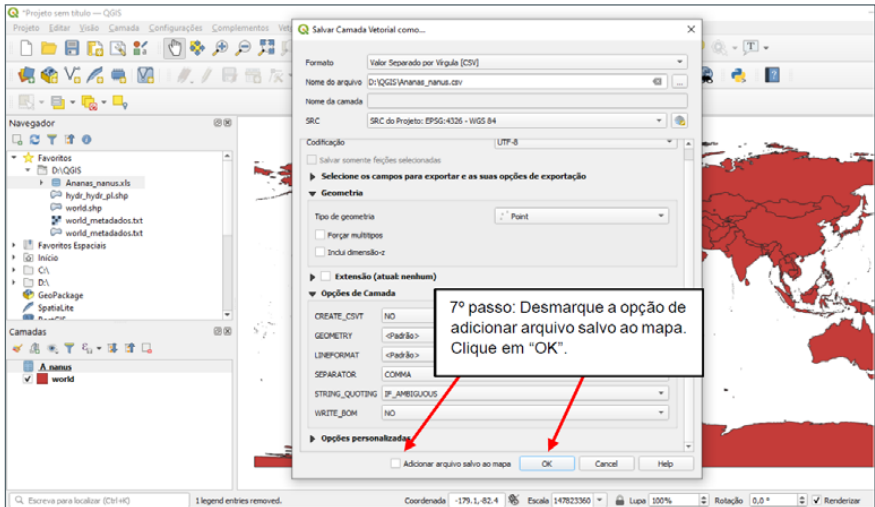 *Projeto sem título — QGIS
Projeto Editar Visão Camada Configurações Complementos
Navegador
Favoritos
D:\QGIS
Ananas_nanus.xls
hydr_hydr_pl.shp
world.shp
world_metadados.txt
world_metadados.txt
Favoritos Espaciais
Início
C:\
D:\
GeoPackage
SpatiaLite
Camadas
A_nanus
world
Salvar Camada Vetorial como...
Formato Valor Separado por Vírgula [CSV]
Nome do arquivo D:\QGIS\Ananas_nanus.csv
Nome da camada
SRC SRC do Projeto: EPSG:4326 - WGS 84
Codificação UTF-8
Salvar somente feições selecionadas
Selecione os campos para exportar e as suas opções de exportação
Geometria
Tipo de geometria Point
Forçar multitipos
Inclui dimensão-z
Extensão (atual: nenhum)
Opções de Camada
CREATE_CSVT NO
GEOMETRY <Padrão>
LINEFORMAT <Padrão>
SEPARATOR COMMA
STRING_QUOTING IF_AMBIGUOUS
WRITE_BOM NO
Opções personalizadas
Adicionar arquivo salvo ao mapa OK Cancel Help
7º passo: Desmarque a opção de
adicionar arquivo salvo ao mapa.
Clique em “OK”.
Escreva para localizar (Ctrl+K) 1 legend entries removed. Coordenada -179.1,-82.4 Escala 147823360 Lupa 100% Rotação 0,0 ° Renderizar